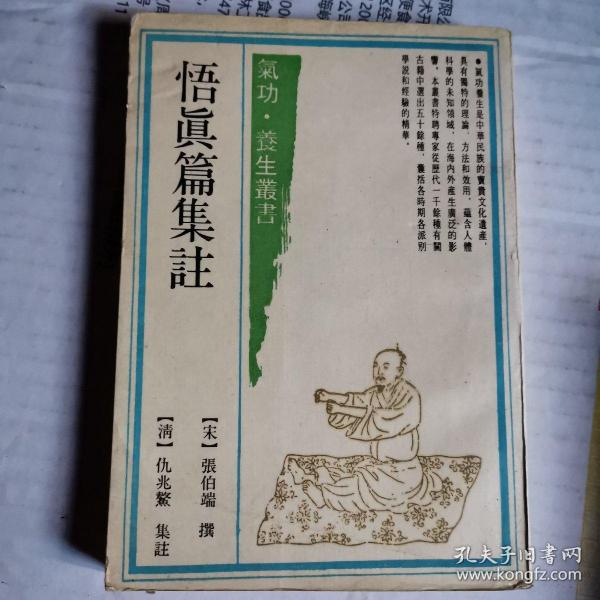 ●氣功養生是中華民族的寶貴文化遺產，
具有獨特的理論、方法和效用，蘊含人體
科學的未知領域，在海內外產生廣泛的影
響。本叢書特聘專家從歷代一千餘種有關
古籍中選出五十餘種，囊括各時期各派別
學説和經驗的精華。
氣功·養生叢書
悟眞篇集註
【宋】張伯端 撰
【清】仇兆鰲 集註
孔夫子旧书网
www.kongfz.com